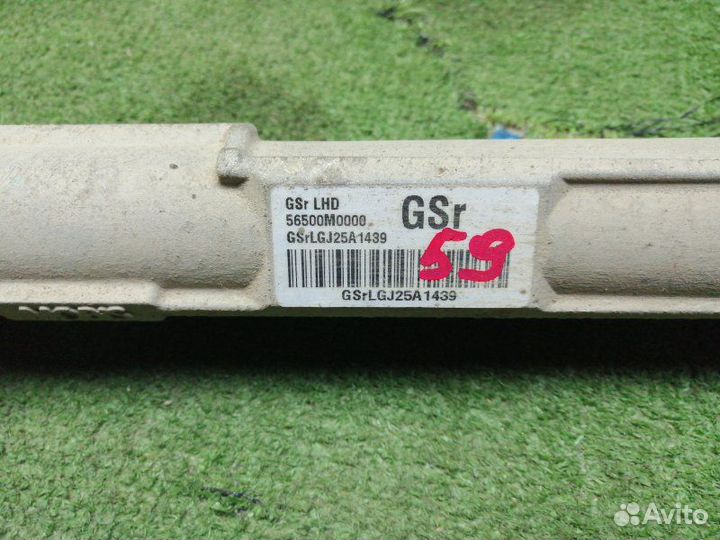 GSr LHD
56500M0000
GSr
GSrLGJ25A1439
59
GSrLGJ25A1439
Avito